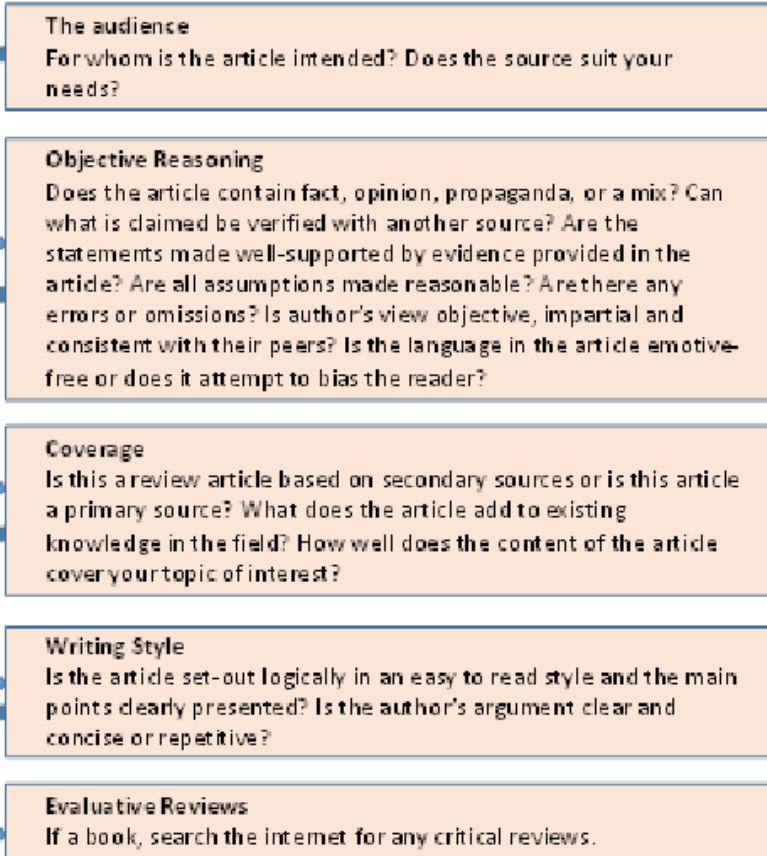 The audience
For whom is the article intended? Does the source suit your
needs?
Objective Reasoning
Does the article contain fact, opinion, propaganda, or a mix? Can
what is claimed be verified with another source? Are the
statements made well-supported by evidence provided in the
article? Are all assumptions made reasonable? Are there any
errors or omissions? Is author's view objective, impartial and
consistent with their peers? Is the language in the article emotive-
free or does it attempt to bias the reader?
Coverage
Is this a review article based on secondary sources or is this article
a primary source? What does the article add to existing
knowledge in the field? How well does the content of the article
cover your topic of interest?
Writing Style
Is the article set-out logically in an easy to read style and the main
points clearly presented? Is the author's argument clear and
concise or repetitive?
Evaluative Reviews
If a book, search the internet for any critical reviews.